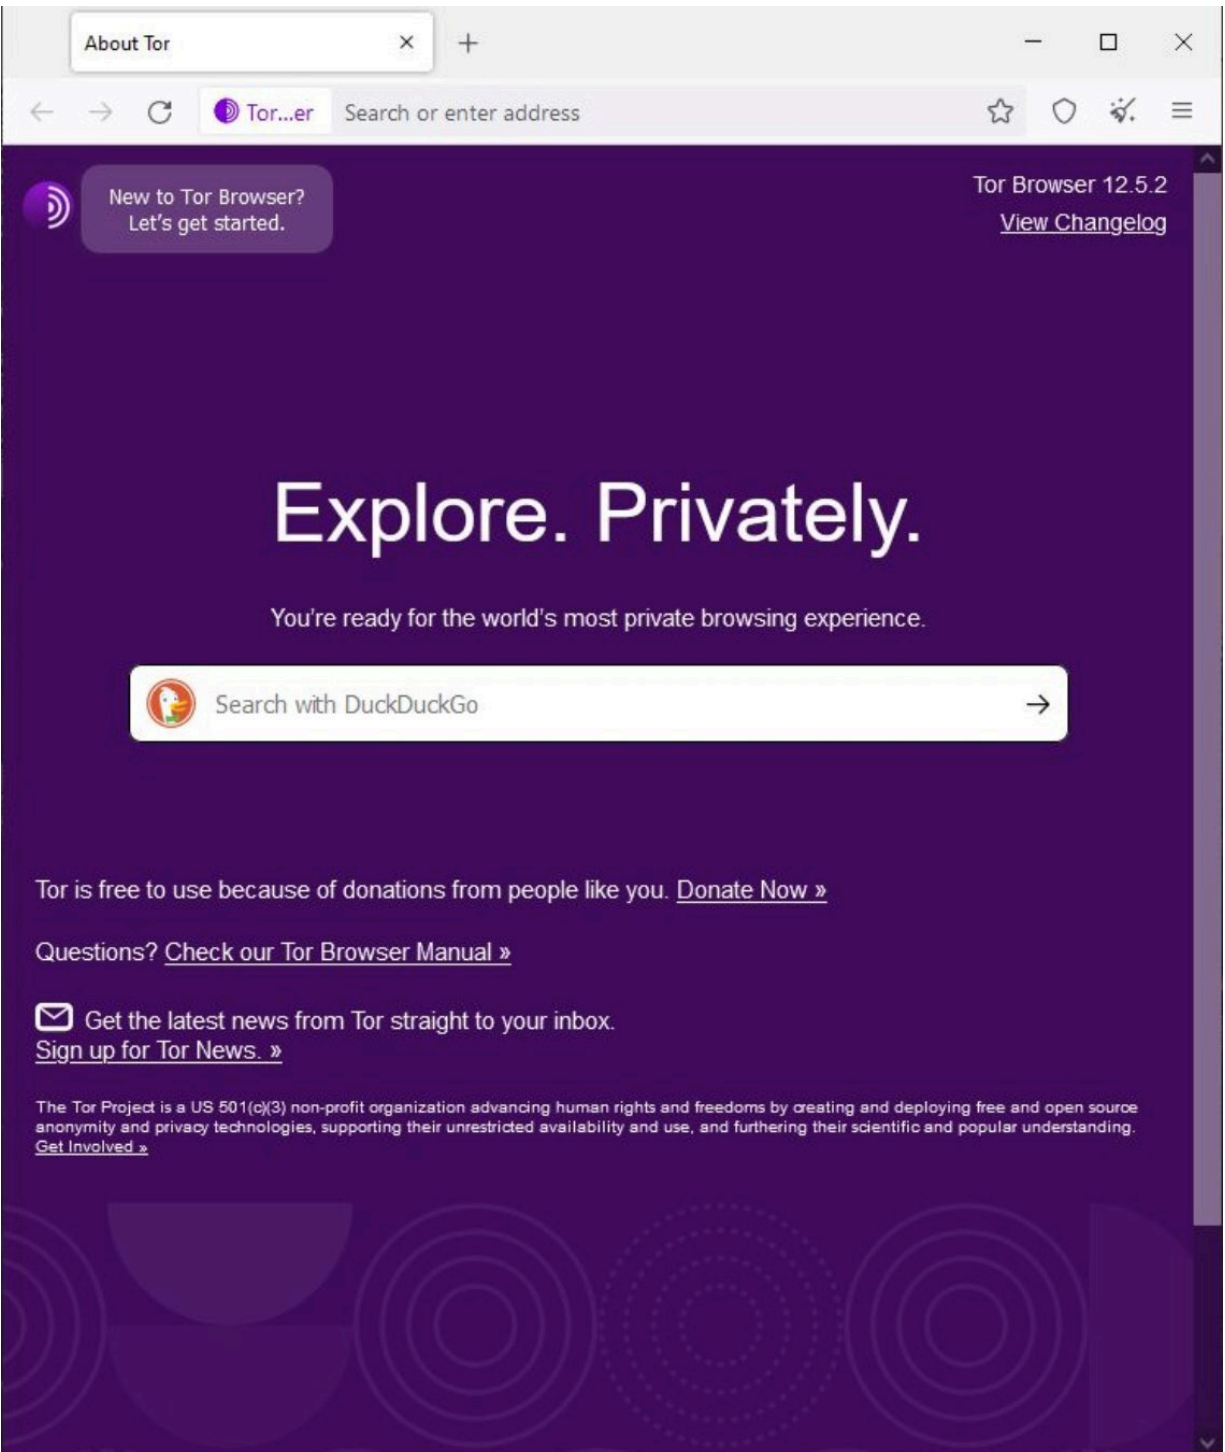 About Tor
Tor...er Search or enter address
New to Tor Browser?
Let's get started.
Tor Browser 12.5.2
View Changelog
Explore. Privately.
You're ready for the world's most private browsing experience.
Search with DuckDuckGo
Tor is free to use because of donations from people like you. Donate Now »
Questions? Check our Tor Browser Manual »
Get the latest news from Tor straight to your inbox.
Sign up for Tor News. »
The Tor Project is a US 501(c)(3) non-profit organization advancing human rights and freedoms by creating and deploying free and open source
anonymity and privacy technologies, supporting their unrestricted availability and use, and furthering their scientific and popular understanding.
Get Involved »